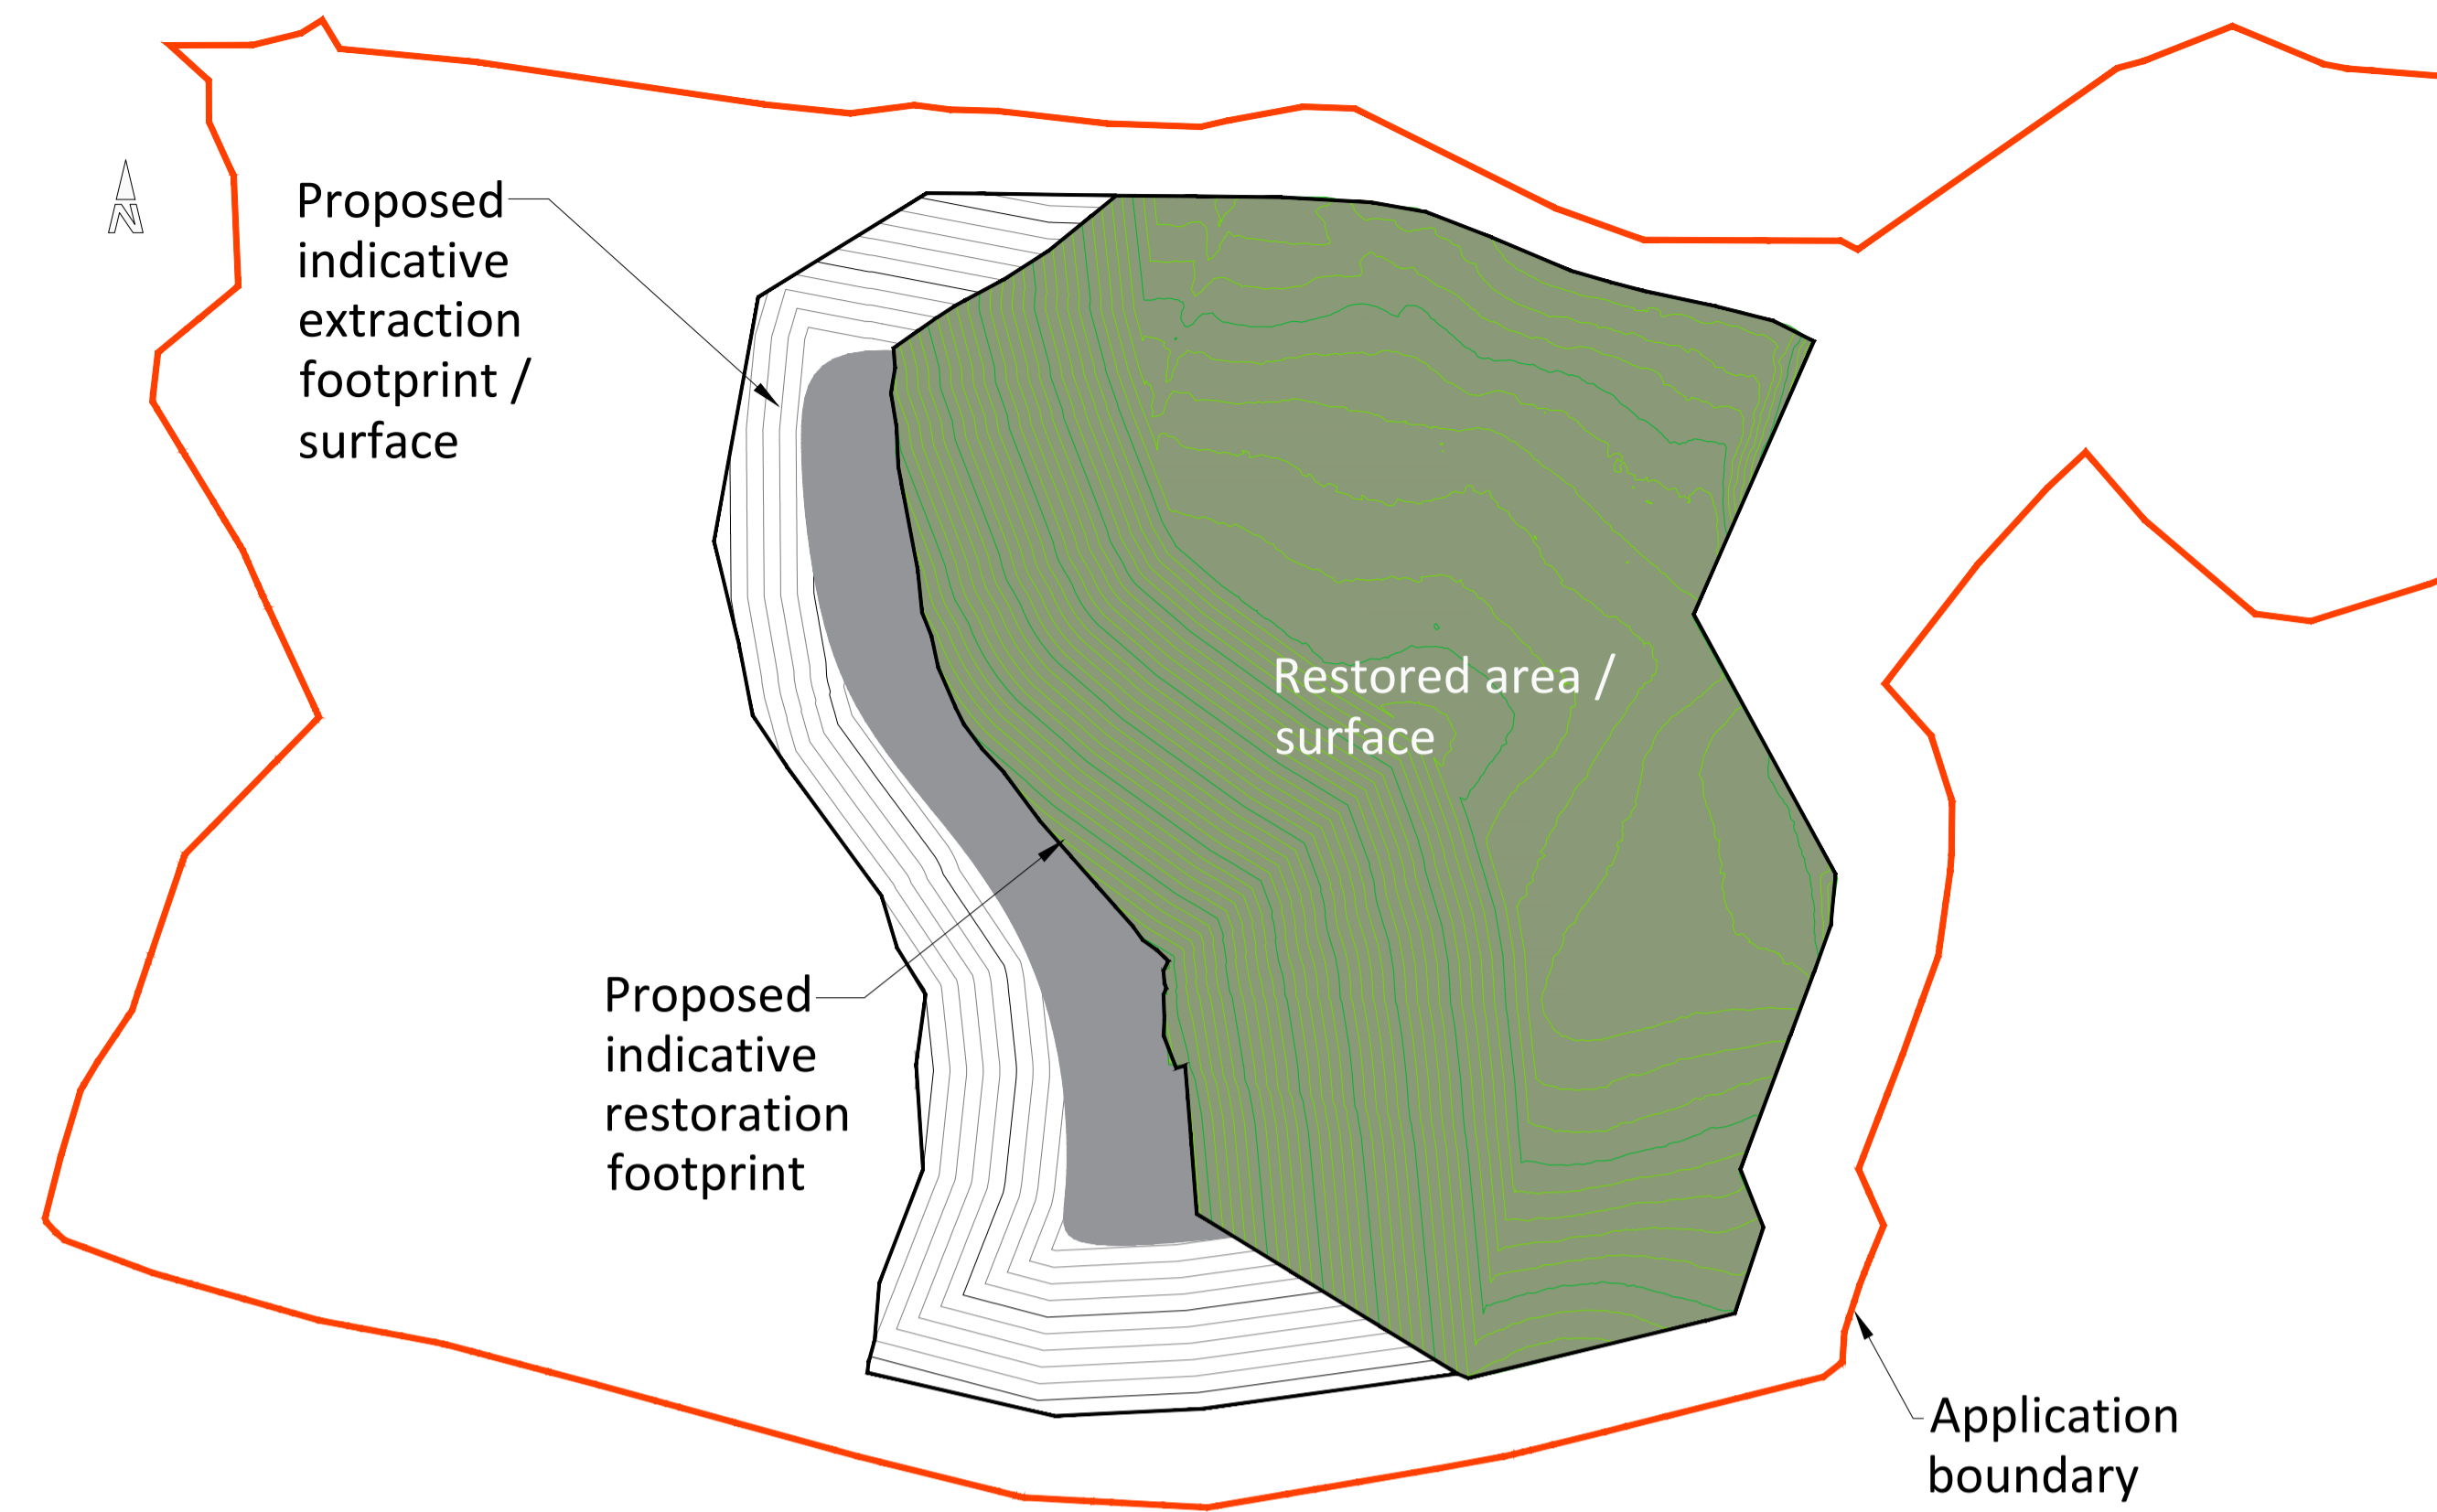 N
Proposed
indicative
extraction
footprint /
surface
Restored area /
surface
Proposed
indicative
restoration
footprint
Application
boundary